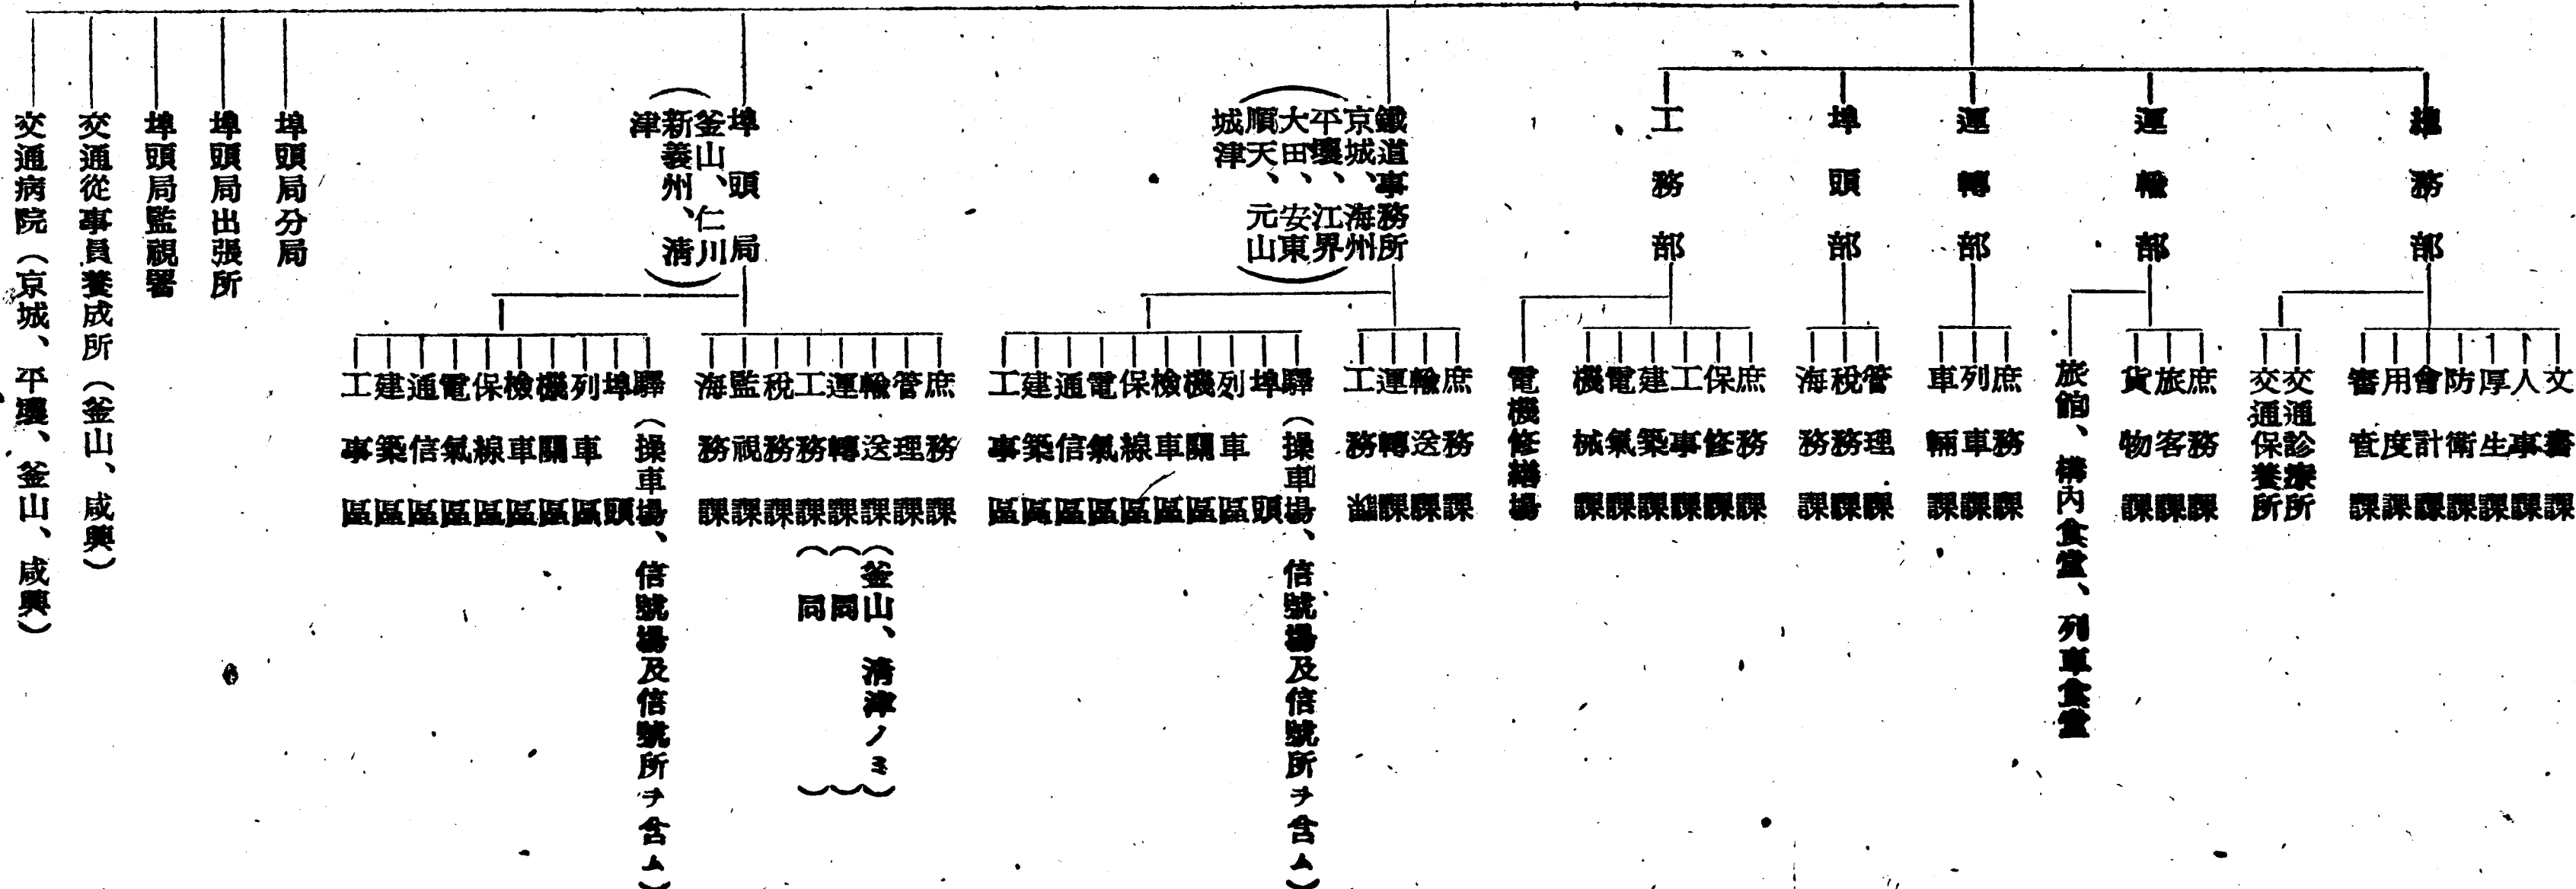 總務部
文書課
人事課
厚生課
防衛課
會計課
用度課
審査課
交通診療所
交通保養所
運輸部
庶務課
旅客課
貨物課
旅館、構内食堂、列車食堂
運轉部
庶務課
列車課
車輛課
埠頭部
管理課
税務課
海務課
工務部
庶務課
保修課
工事課
建築課
電氣課
機械課
電機修繕場
鐵道事務所
(京城、海州
平壤、江界
大田、安東
順天、元山
城津)
庶務課
輸送課
運轉課
工務課
驛(操車場、信號場及信號所ヲ含ム)
埠頭
列車區
機關區
檢車區
保線區
電氣區
通信區
建築區
工事區
埠頭局
(釜山、仁川
新義州、清
津)
庶務課
管理課
輸送課(釜山、清津ノミ)
運轉課(同)
工務課(同)
税務課
監視課
海務課
驛(操車場、信號場及信號所ヲ含ム)
埠頭
列車區
機關區
檢車區
保線區
電氣區
通信區
建築區
工事區
埠頭局分局
埠頭局出張所
埠頭局監視署
交通從事員養成所(釜山、咸興)
交通病院(京城、平壤、釜山、咸興)